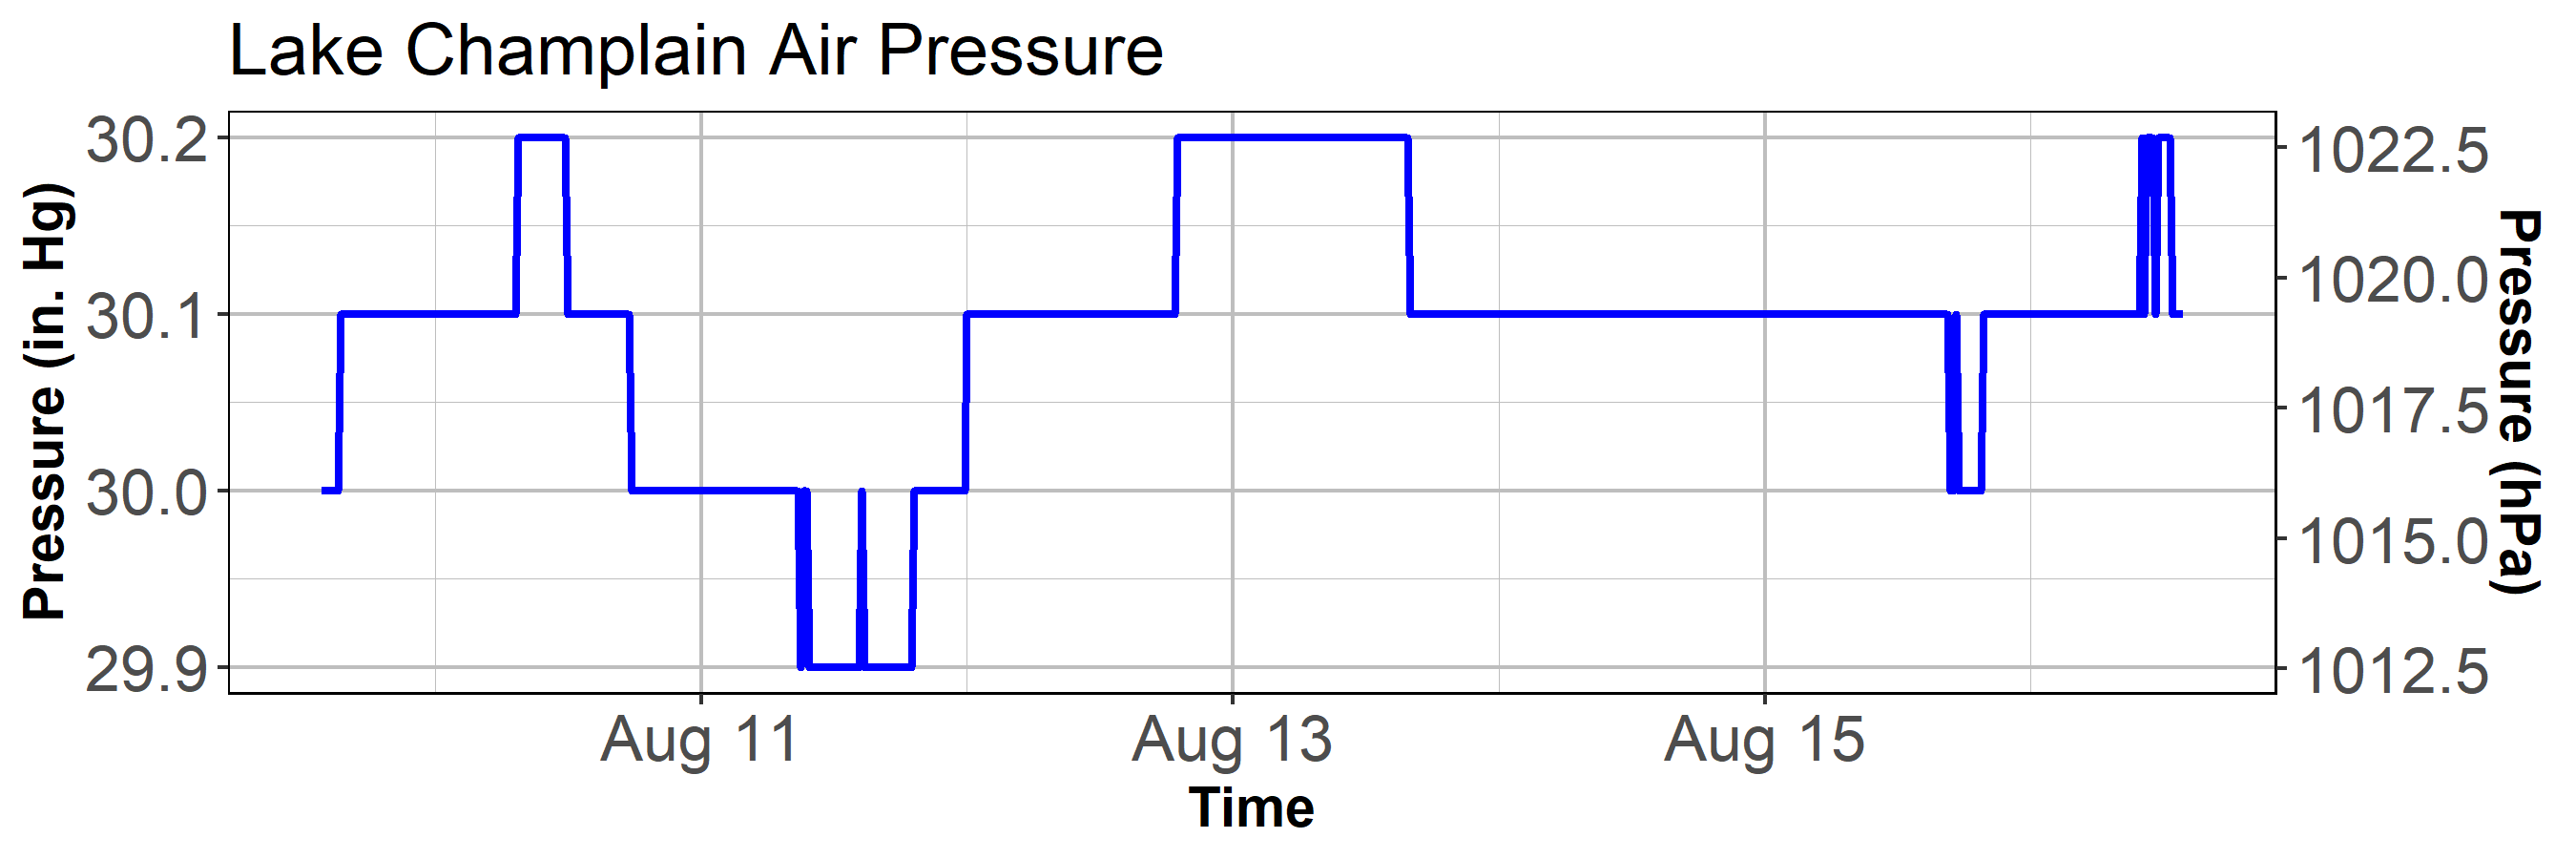 Lake Champlain Air Pressure
30.2
30.1
30.0
29.9
Pressure (in. Hg)
1022.5
1020.0
1017.5
1015.0
1012.5
Pressure (hPa)
Aug 11
Aug 13
Aug 15
Time